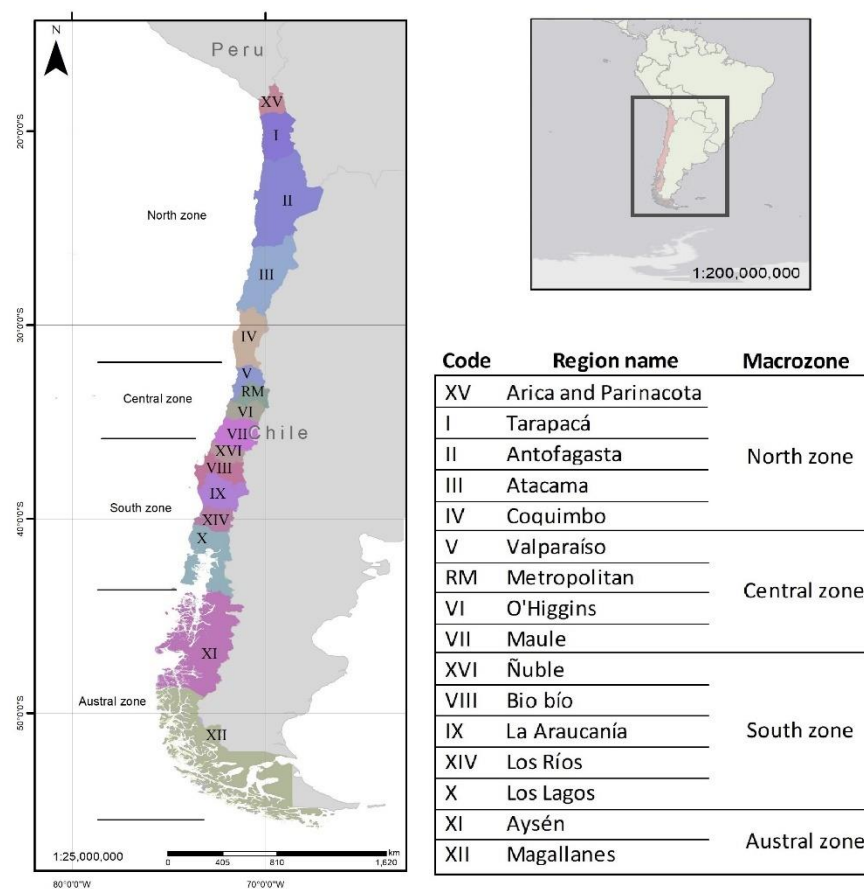 N
Peru
XV
20°0'0"S
I
II
North zone
III
30°0'0"S
IV
V
Central zone
RM
VI
VII
Chile
XVI
VIII
IX
South zone
XIV
40°0'0"S
X
XI
Austral zone
50°0'0"S
XII
1:25,000,000
km
0 405 810 1,620
80°0'0"W 70°0'0"W
1:200,000,000
Code Region name Macrozone
XV Arica and Parinacota
I Tarapacá
II Antofagasta
North zone
III Atacama
IV Coquimbo
V Valparaíso
RM Metropolitan
Central zone
VI O'Higgins
VII Maule
XVI Ñuble
VIII Bio bío
IX La Araucanía
South zone
XIV Los Ríos
X Los Lagos
XI Aysén
Austral zone
XII Magallanes